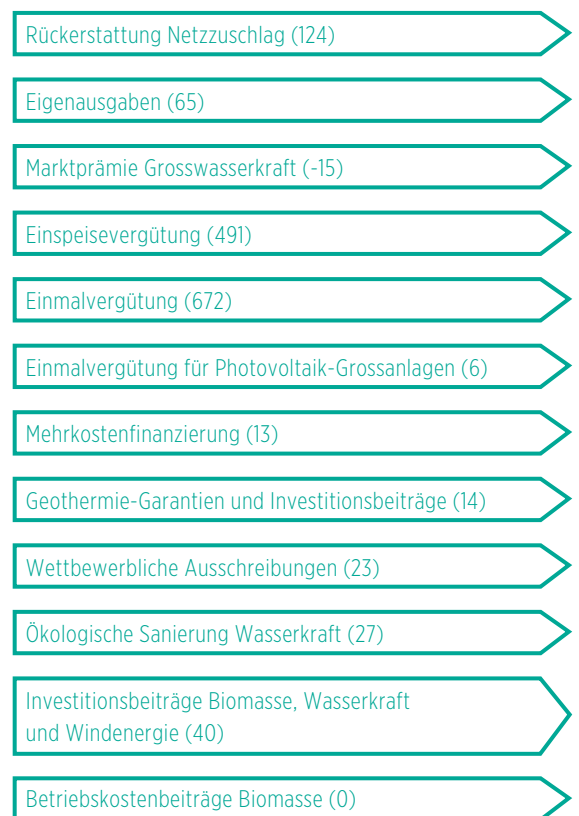 Rückerstattung Netzzuschlag (124)
Eigenausgaben (65)
Marktprämie Grosswasserkraft (-15)
Einspeisevergütung (491)
Einmalvergütung (672)
Einmalvergütung für Photovoltaik-Grossanlagen (6)
Mehrkostenfinanzierung (13)
Geothermie-Garantien und Investitionsbeiträge (14)
Wettbewerbliche Ausschreibungen (23)
Ökologische Sanierung Wasserkraft (27)
Investitionsbeiträge Biomasse, Wasserkraft
und Windenergie (40)
Betriebskostenbeiträge Biomasse (0)